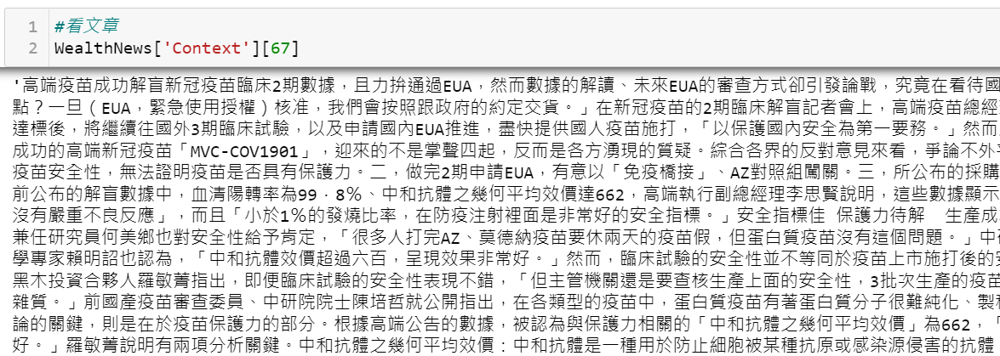 #看文章
WealthNews['Context'][67]
'高端疫苗成功解盲新冠疫苗臨床2期數據，且力拚通過EUA，然而數據的解讀、未來EUA的審查方式卻引發論戰，究竟在看待國
點？一旦（EUA，緊急使用授權）核准，我們會按照跟政府的約定交貨。」在新冠疫苗的2期臨床解盲記者會上，高端疫苗總經
達標後，將繼續往國外3期臨床試驗，以及申請國內EUA推進，盡快提供國人疫苗施打，「以保護國內安全為第一要務。」然而
成功的高端新冠疫苗「MVC-COV1901」，迎來的不是掌聲四起，反而是各方湧現的質疑。綜合各界的反對意見來看，爭論不外乎
疫苗安全性，無法證明疫苗是否具有保護力。二，做完2期申請EUA，有意以「免疫橋接」、AZ對照組闖關。三，所公布的採購
前公布的解盲數據中，血清陽轉率為99．8％、中和抗體之幾何平均效價達662，高端執行副總經理李思賢說明，這些數據顯示
沒有嚴重不良反應」，而且「小於1％的發燒比率，在防疫注射裡面是非常好的安全指標。」安全指標佳 保護力待解 生產成
兼任研究員何美鄉也對安全性給予肯定，「很多人打完AZ、莫德納疫苗要休兩天的疫苗假，但蛋白質疫苗沒有這個問題。」中研
學專家賴明詔也認為，「中和抗體效價超過六百，呈現效果非常好。」然而，臨床試驗的安全性並不等同於疫苗上市施打後的安
黑木投資合夥人羅敏菁指出，即便臨床試驗的安全性表現不錯，「但主管機關還是要查核生產上面的安全性，3批次生產的疫苗
雜質。」前國產疫苗審查委員、中研院院士陳培哲就公開指出，在各類型的疫苗中，蛋白質疫苗有著蛋白質分子很難純化、製程
論的關鍵，則是在於疫苗保護力的部分。根據高端公告的數據，被認為與保護力相關的「中和抗體之幾何平均效價」為662，「
好。」羅敏菁說明有兩項分析關鍵。中和抗體之幾何平均效價：中和抗體是一種用於防止細胞被某種抗原或感染源侵害的抗體